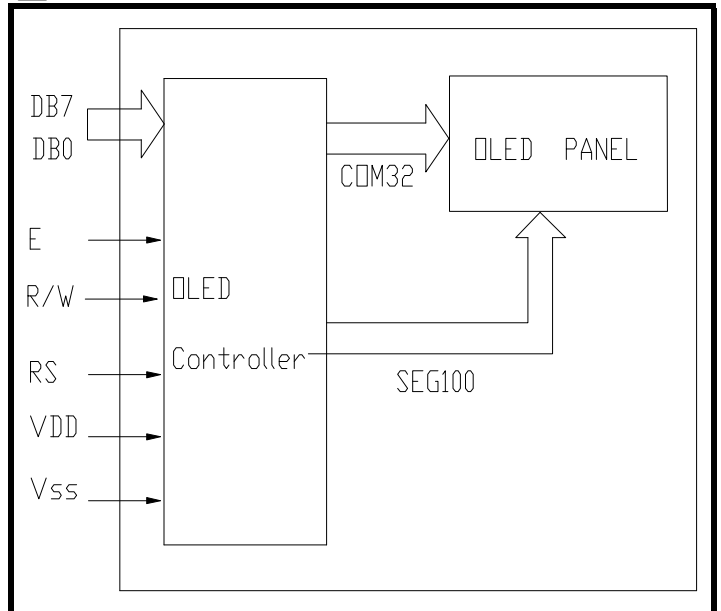 DB7
DB0
E
R/W
RS
VDD
Vss
OLED
Controller
COM32
OLED PANEL
SEG100